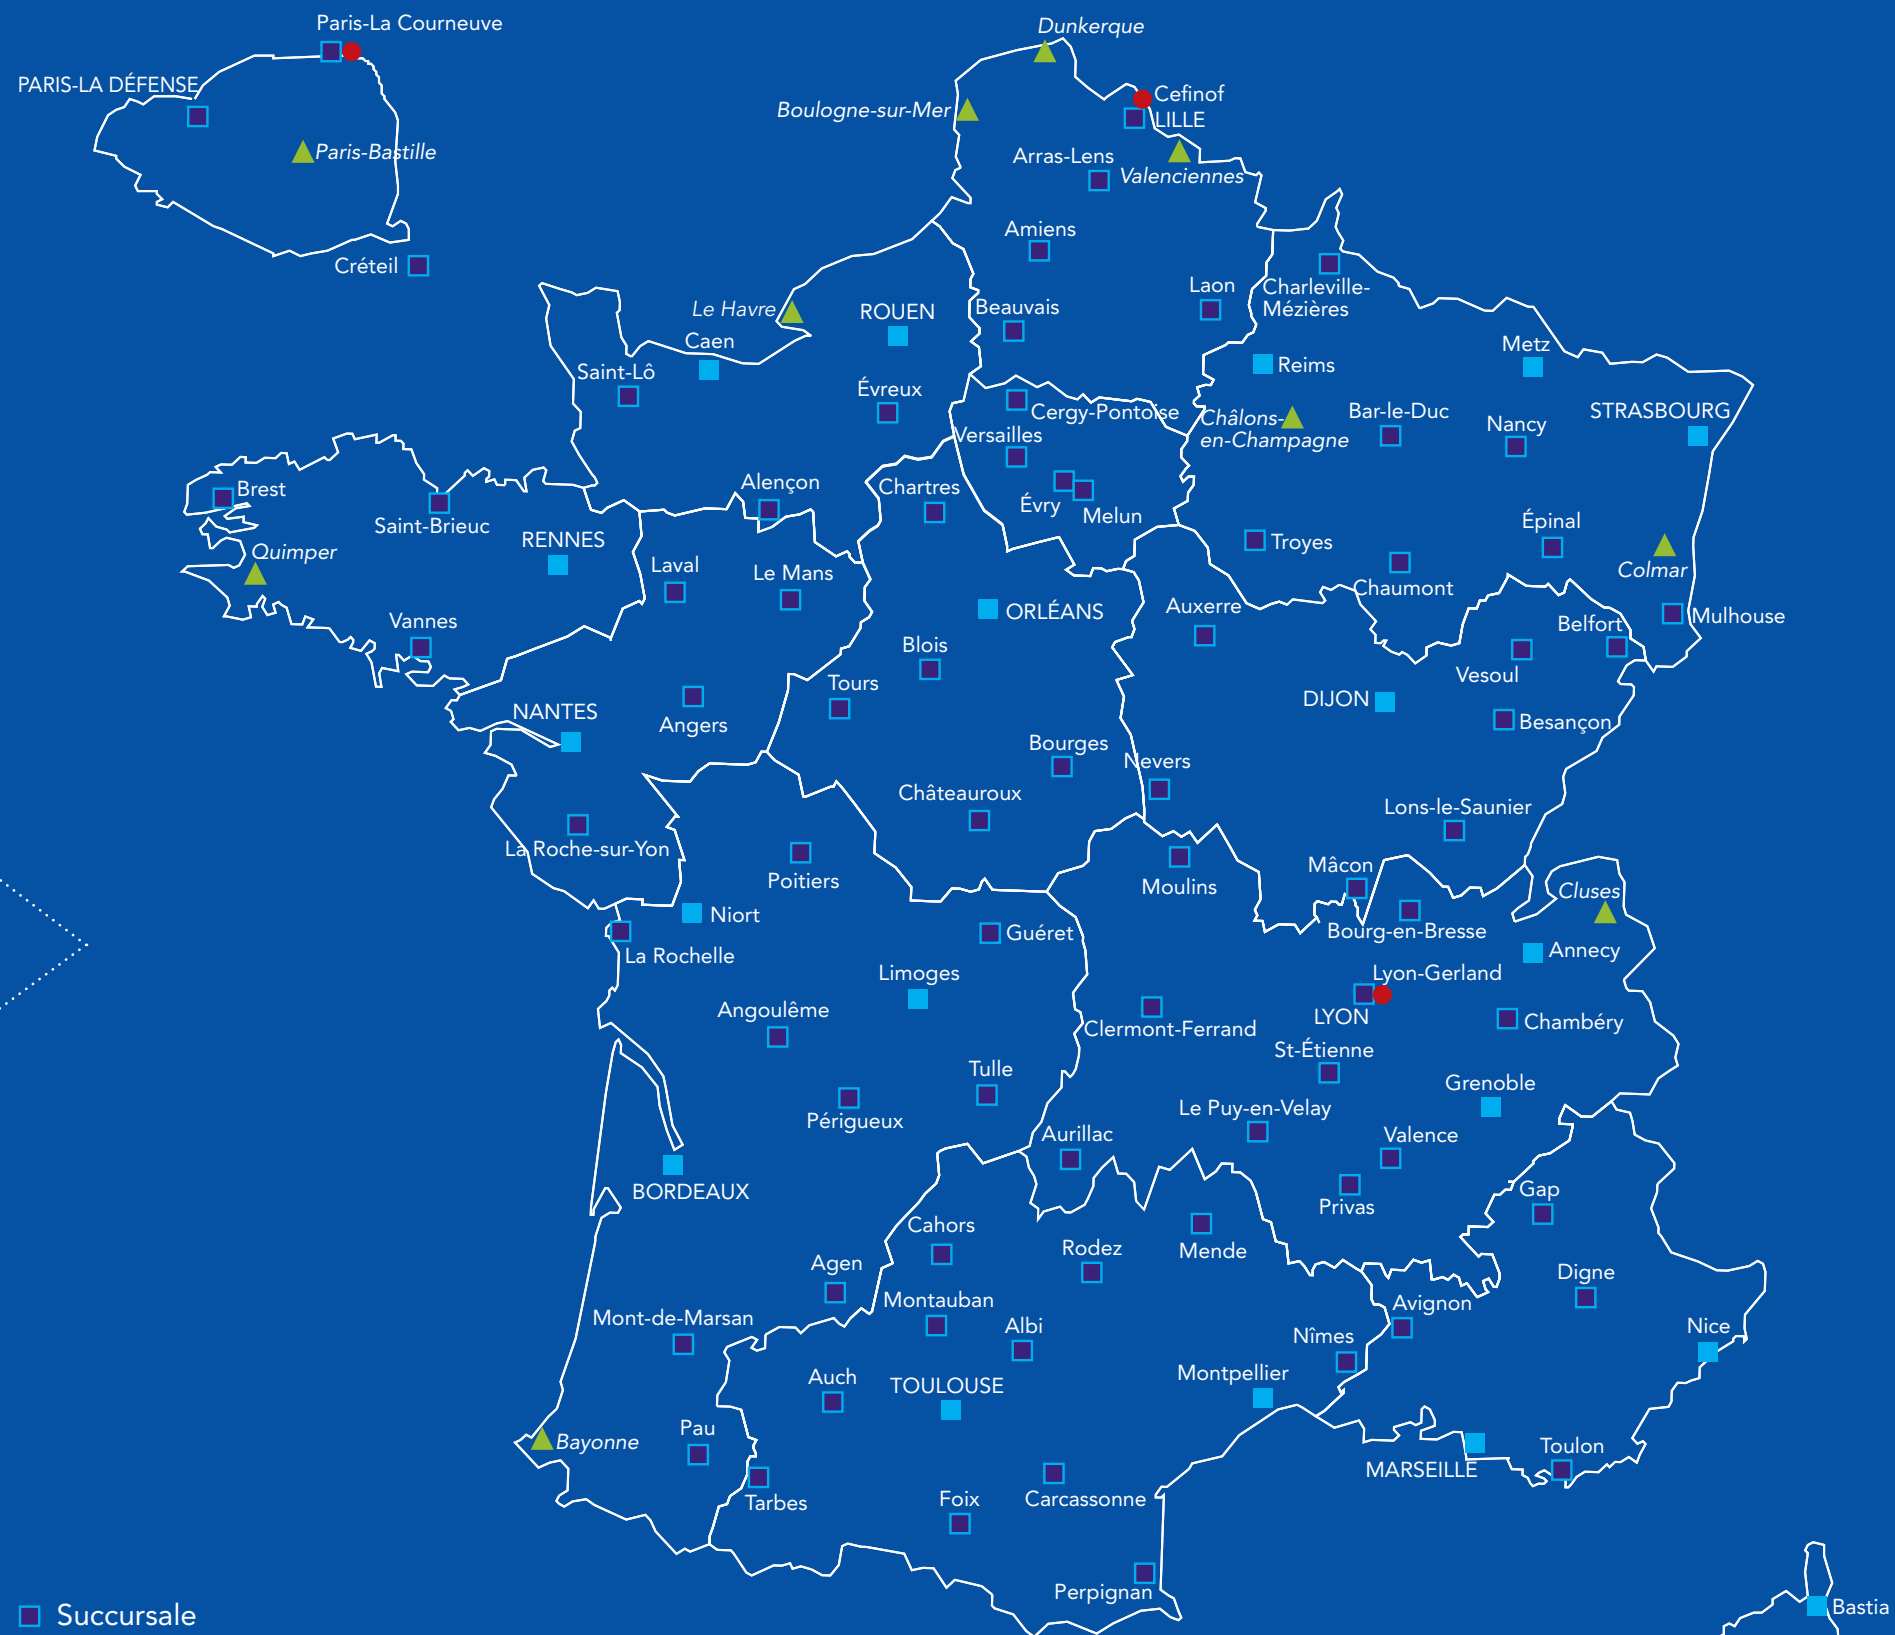 Paris-La Courneuve
PARIS-LA DÉFENSE
Paris-Bastille
Créteil
Dunkerque
Boulogne-sur-Mer
Cefinof
LILLE
Arras-Lens
Valenciennes
Amiens
Laon
Charleville-
Mézières
Le Havre
ROUEN
Beauvais
Caen
Metz
Reims
Saint-Lô
Évreux
Cergy-Pontoise
Châlons-
en-Champagne
Bar-le-Duc
STRASBOURG
Nancy
Versailles
Brest
Alençon
Chartres
Évry
Melun
Saint-Brieuc
RENNES
Épinal
Troyes
Quimper
Laval
Le Mans
Colmar
Chaumont
ORLÉANS
Auxerre
Mulhouse
Vannes
Belfort
Blois
Vesoul
Tours
DIJON
NANTES
Angers
Besançon
Bourges
Nevers
Châteauroux
Lons-le-Saunier
La Roche-sur-Yon
Mâcon
Poitiers
Moulins
Cluses
Niort
Guéret
Bourg-en-Bresse
La Rochelle
Annecy
Limoges
Lyon-Gerland
Angoulême
LYON
Clermont-Ferrand
Chambéry
St-Étienne
Tulle
Grenoble
Périgueux
Le Puy-en-Velay
Aurillac
Valence
BORDEAUX
Gap
Privas
Cahors
Rodez
Mende
Agen
Digne
Montauban
Avignon
Mont-de-Marsan
Albi
Nîmes
Nice
Auch
TOULOUSE
Montpellier
Pau
Bayonne
Toulon
MARSEILLE
Tarbes
Foix
Carcassonne
Perpignan
Bastia
Succursale